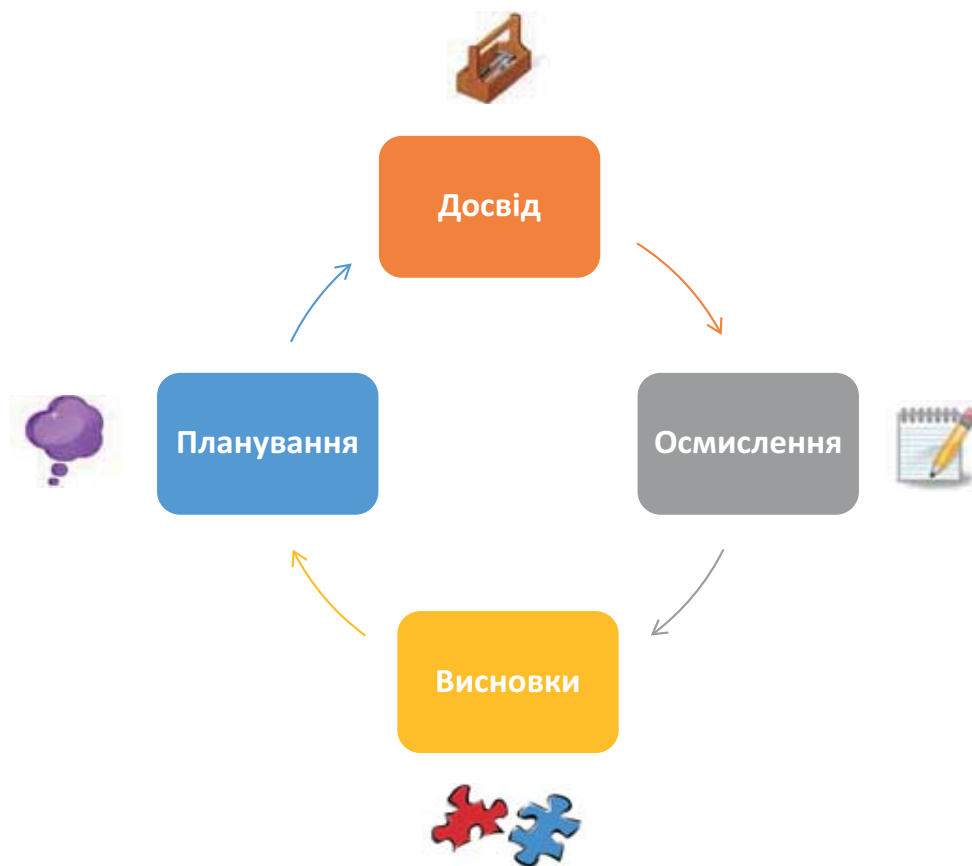 Досвід
Планування
Осмислення
Висновки